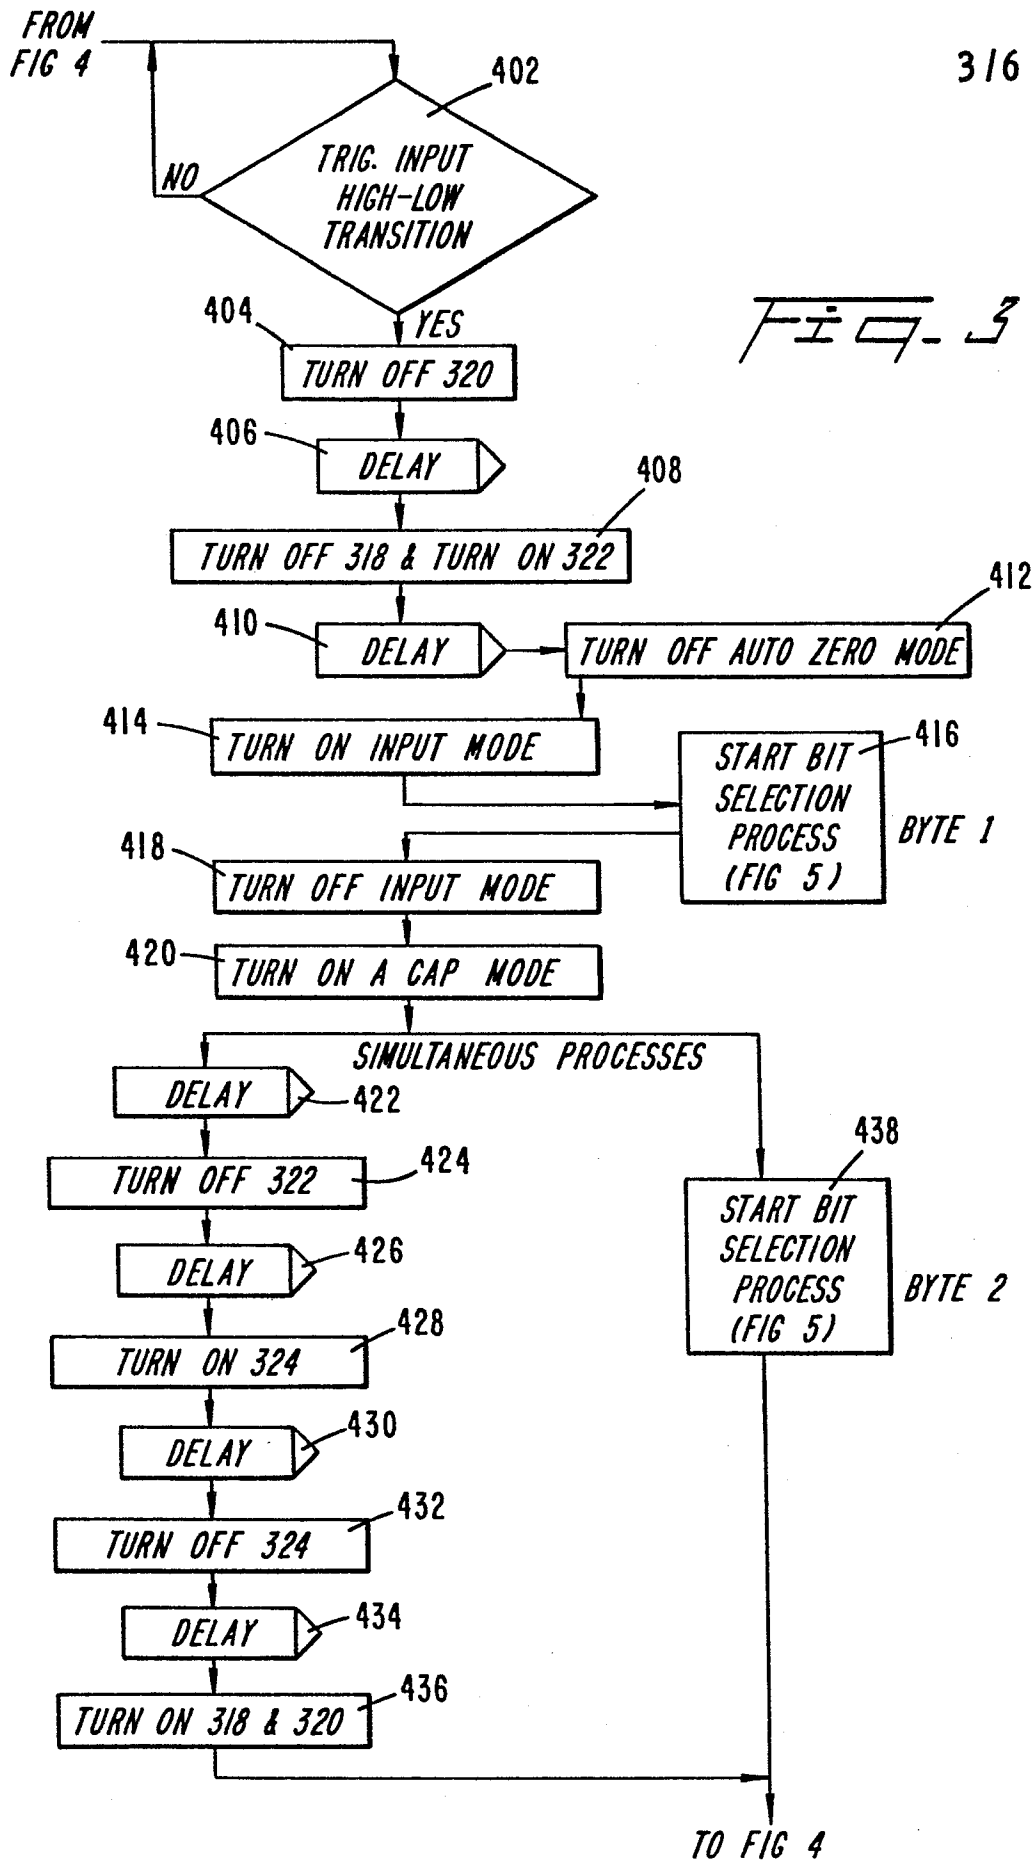 FROM
FIG 4
316
402
TRIG. INPUT
HIGH-LOW
TRANSITION
NO
YES
Fig. 3
404
TURN OFF 320
406
DELAY
408
TURN OFF 318 & TURN ON 322
410
DELAY
412
TURN OFF AUTO ZERO MODE
414
TURN ON INPUT MODE
416
START BIT
SELECTION
PROCESS
(FIG 5)
BYTE 1
418
TURN OFF INPUT MODE
420
TURN ON A CAP MODE
SIMULTANEOUS PROCESSES
DELAY
422
TURN OFF 322
424
DELAY
426
TURN ON 324
428
DELAY
430
TURN OFF 324
432
DELAY
434
TURN ON 318 & 320
436
438
START BIT
SELECTION
PROCESS
(FIG 5)
BYTE 2
TO FIG 4